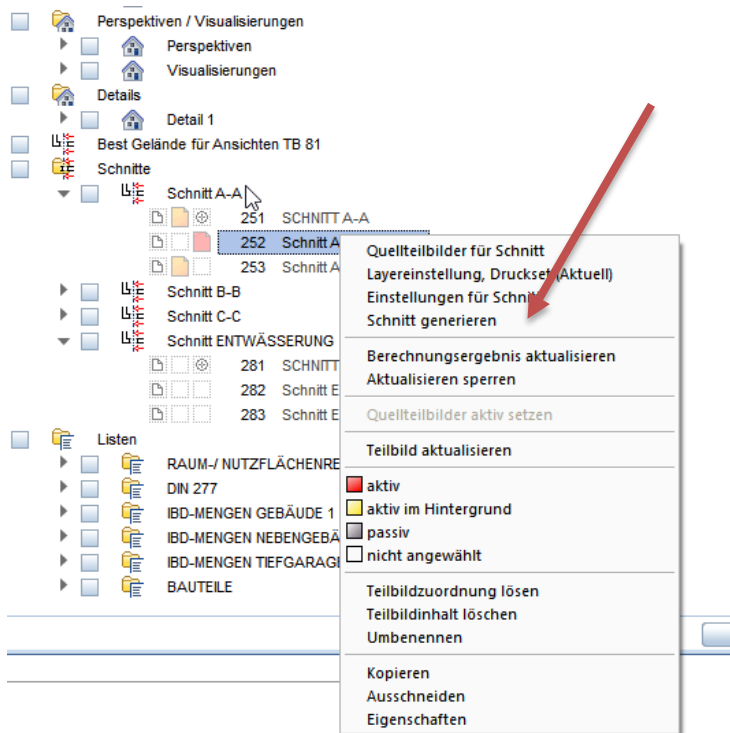 Perspektiven / Visualisierungen
Perspektiven
Visualisierungen
Details
Detail 1
Best Gelände für Ansichten TB 81
Schnitte
Schnitt A-A
251 SCHNITT A-A
252 Schnitt A
253 Schnitt A
Schnitt B-B
Schnitt C-C
Schnitt ENTWÄSSERUNG
281 SCHNITT
282 Schnitt E
283 Schnitt E
Listen
RAUM-/ NUTZFLÄCHENRE
DIN 277
IBD-MENGEN GEBÄUDE 1
IBD-MENGEN NEBENGEBÄ
IBD-MENGEN TIEFGARAGE
BAUTEILE
Quellteilbilder für Schnitt
Layereinstellung, Druckset (Aktuell)
Einstellungen für Schnitt
Schnitt generieren
Berechnungsergebnis aktualisieren
Aktualisieren sperren
Quellteilbilder aktiv setzen
Teilbild aktualisieren
aktiv
aktiv im Hintergrund
passiv
nicht angewählt
Teilbildzuordnung lösen
Teilbildinhalt löschen
Umbenennen
Kopieren
Ausschneiden
Eigenschaften